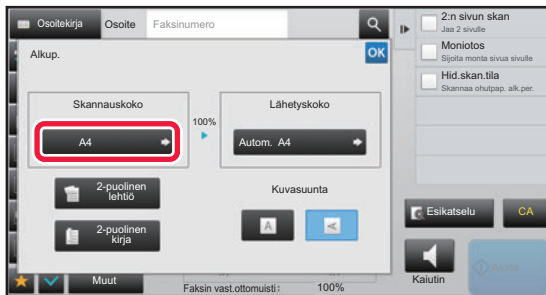 Osoitekirja
Osoite
Faksinumero
2:n sivun skan
Jaa 2 sivulle
Moniotos
Sijoita monta sivua sivulle
Hid.skan.tila
Skannaa ohutpap. alk.per.
Alkup.
OK
Skannauskoko
100%
Lähetyskoko
A4
Autom. A4
2-puolinen
lehtiö
Kuvasuunta
2-puolinen
kirja
A
A
Esikatselu
CA
Muut
Faksin vast.ottomuisti:
100%
Kaiutin
Aloita